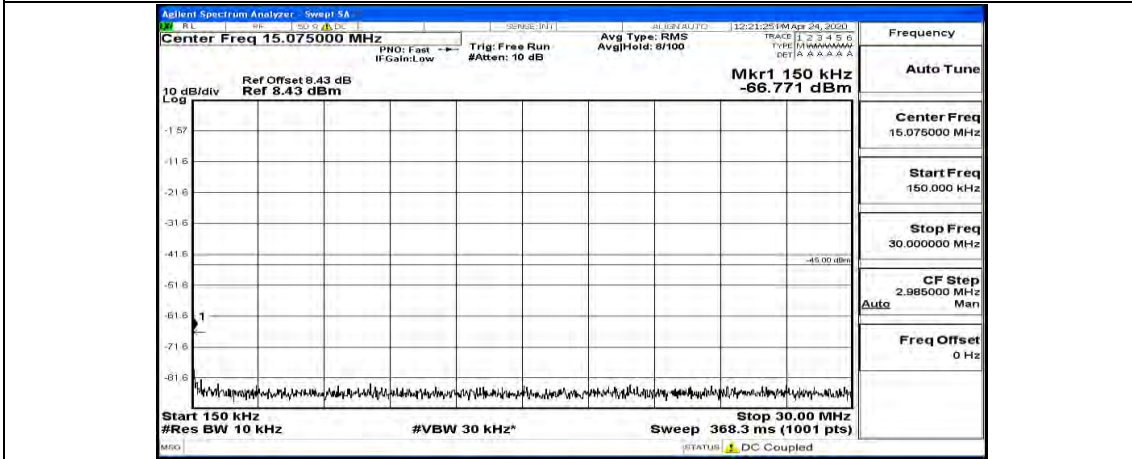 Agilent Spectrum Analyzer - Swept SA
RL RF 50 Ω DC SENSE:INT ALIGN AUTO 12:21:25 PM Apr 24, 2020
Center Freq 15.075000 MHz
PNO: Fast
IFGain:Low
Trig: Free Run
#Atten: 10 dB
Avg Type: RMS
Avg|Hold: 8/100
TRACE 1 2 3 4 5 6
TYPE M
DET A A A A A A
Frequency
Auto Tune
Ref Offset 8.43 dB
Ref 8.43 dBm
10 dB/div
Log
Mkr1 150 kHz
-66.771 dBm
Center Freq
15.075000 MHz
Start Freq
150.000 kHz
Stop Freq
30.000000 MHz
CF Step
2.985000 MHz
Auto Man
Freq Offset
0 Hz
-1.57
-11.6
-21.6
-31.6
-41.6
-45.00 dBm
-51.6
-61.6
1
-71.6
-81.6
Start 150 kHz
Stop 30.00 MHz
#Res BW 10 kHz
#VBW 30 kHz*
Sweep 368.3 ms (1001 pts)
MSG
STATUS
DC Coupled